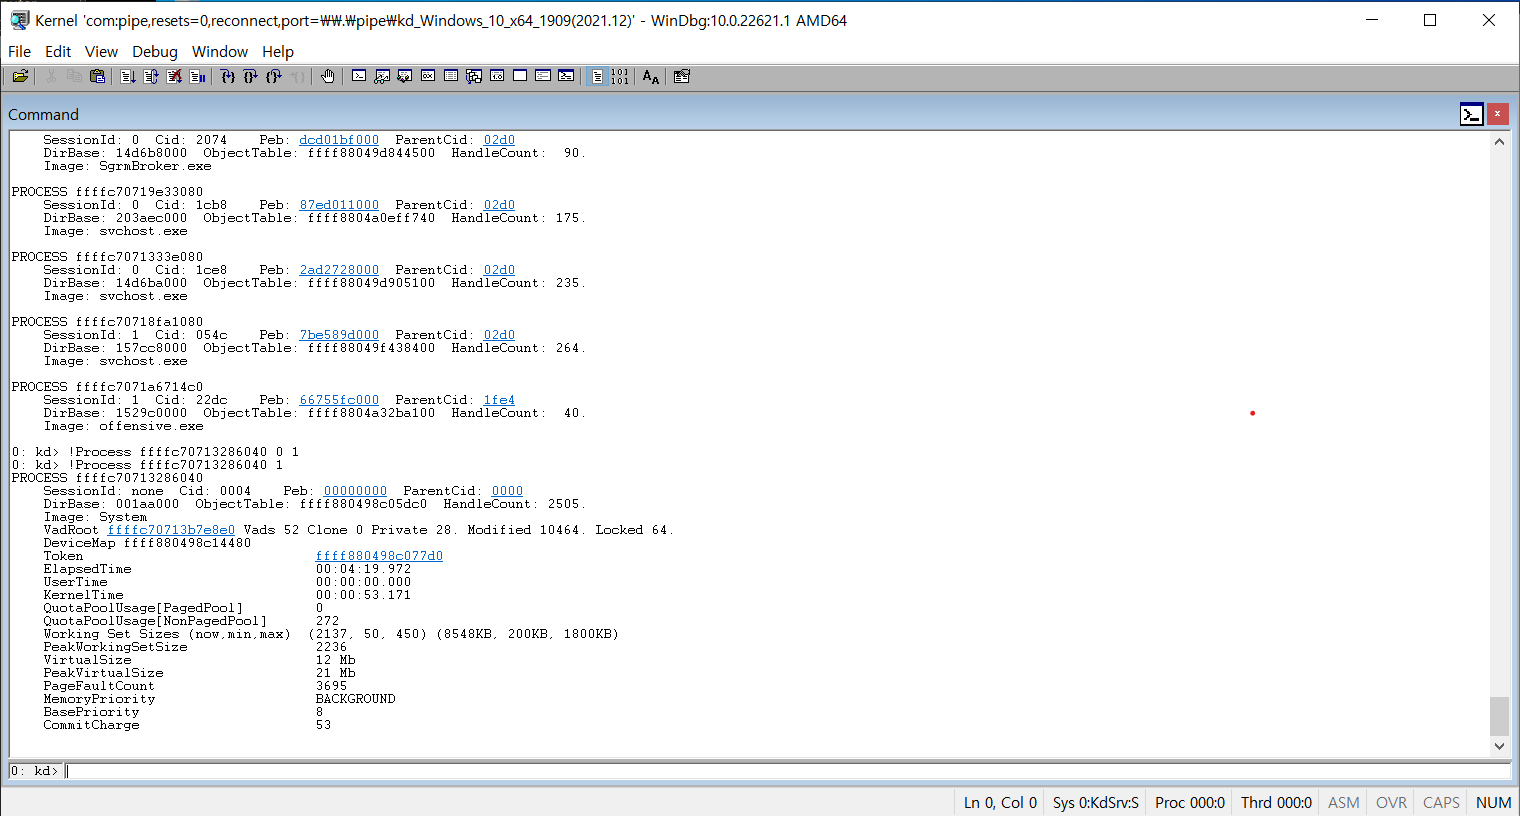 Kernel 'com:pipe,resets=0,reconnect,port=₩₩.₩pipe₩kd_Windows_10_x64_1909(2021.12)' - WinDbg:10.0.22621.1 AMD64
File Edit View Debug Window Help
Command
SessionId: 0 Cid: 2074 Peb: dcd01bf000 ParentCid: 02d0
DirBase: 14d6b8000 ObjectTable: ffff88049d844500 HandleCount: 90.
Image: SgrmBroker.exe
PROCESS ffffc70719e33080
SessionId: 0 Cid: 1cb8 Peb: 87ed011000 ParentCid: 02d0
DirBase: 203aec000 ObjectTable: ffff8804a0eff740 HandleCount: 175.
Image: svchost.exe
PROCESS ffffc7071333e080
SessionId: 0 Cid: 1ce8 Peb: 2ad2728000 ParentCid: 02d0
DirBase: 14d6ba000 ObjectTable: ffff88049d905100 HandleCount: 235.
Image: svchost.exe
PROCESS ffffc70718fa1080
SessionId: 1 Cid: 054c Peb: 7be589d000 ParentCid: 02d0
DirBase: 157cc8000 ObjectTable: ffff88049f438400 HandleCount: 264.
Image: svchost.exe
PROCESS ffffc7071a6714c0
SessionId: 1 Cid: 22dc Peb: 66755fc000 ParentCid: 1fe4
DirBase: 1529c0000 ObjectTable: ffff8804a32ba100 HandleCount: 40.
Image: offensive.exe
0: kd> !Process ffffc70713286040 0 1
0: kd> !Process ffffc70713286040 1
PROCESS ffffc70713286040
SessionId: none Cid: 0004 Peb: 00000000 ParentCid: 0000
DirBase: 001aa000 ObjectTable: ffff880498c05dc0 HandleCount: 2505.
Image: System
VadRoot ffffc70713b7e8e0 Vads 52 Clone 0 Private 28. Modified 10464. Locked 64.
DeviceMap ffff880498c14480
Token ffff880498c077d0
ElapsedTime 00:04:19.972
UserTime 00:00:00.000
KernelTime 00:00:53.171
QuotaPoolUsage[PagedPool] 0
QuotaPoolUsage[NonPagedPool] 272
Working Set Sizes (now,min,max) (2137, 50, 450) (8548KB, 200KB, 1800KB)
PeakWorkingSetSize 2236
VirtualSize 12 Mb
PeakVirtualSize 21 Mb
PageFaultCount 3695
MemoryPriority BACKGROUND
BasePriority 8
CommitCharge 53
0: kd>
Ln 0, Col 0 Sys 0:KdSrv:S Proc 000:0 Thrd 000:0 ASM OVR CAPS NUM